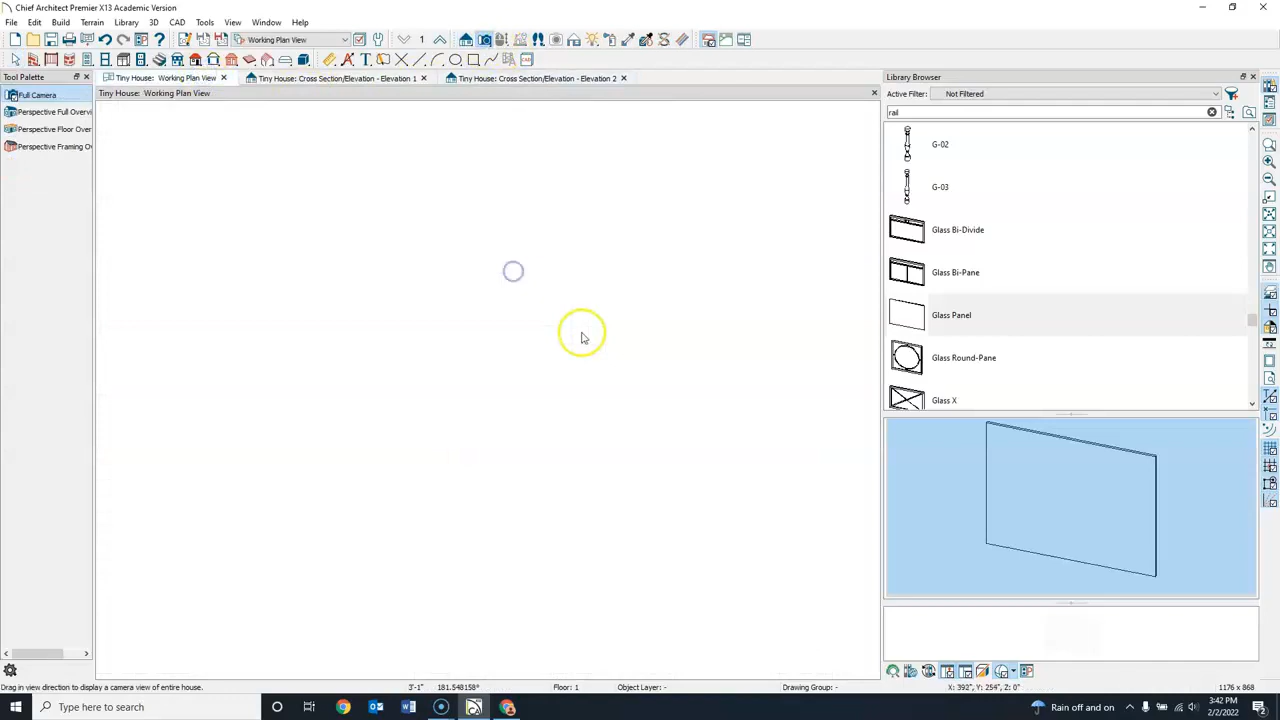 Chief Architect Premier X13 Academic Version
File Edit Build Terrain Library 3D CAD Tools View Window Help
Working Plan View 1
Tool Palette
Full Camera
Perspective Full Overvi
Perspective Floor Over
Perspective Framing Ov
Tiny House: Working Plan View
Tiny House: Cross Section/Elevation - Elevation 1
Tiny House: Cross Section/Elevation - Elevation 2
Tiny House: Working Plan View
Library Browser
Active Filter: Not Filtered
rail
G-02
G-03
Glass Bi-Divide
Glass Bi-Pane
Glass Panel
Glass Round-Pane
Glass X
Drag in view direction to display a camera view of entire house.
3'-1" 181.548158° Floor: 1 Object Layer: - Drawing Group: - X: 392", Y: 254", Z: 0" 1176 x 868
Type here to search
Rain off and on
3:42 PM
2/2/2022